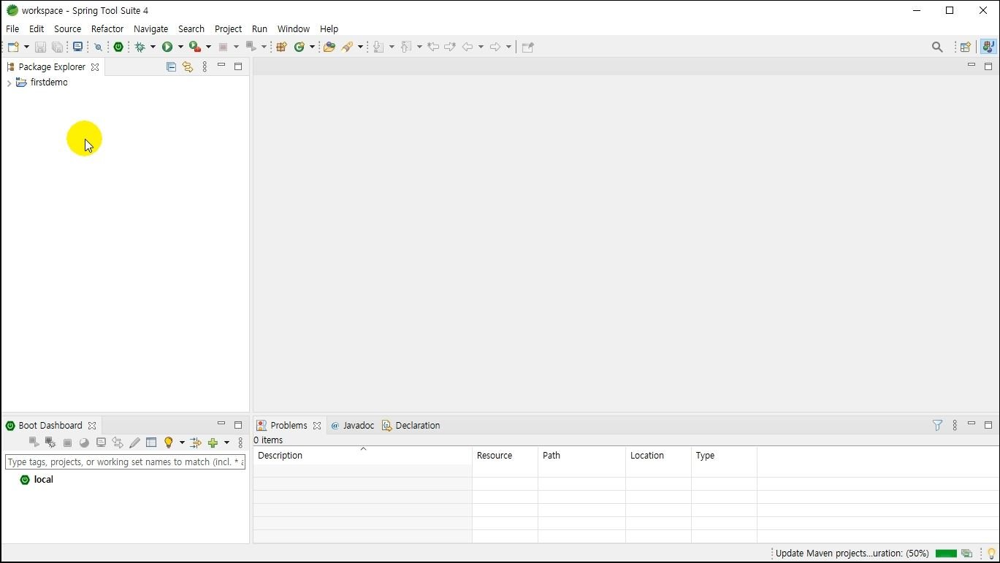 workspace - Spring Tool Suite 4
File Edit Source Refactor Navigate Search Project Run Window Help
Package Explorer
firstdemo
Boot Dashboard
Type tags, projects, or working set names to match (incl. *
local
Problems @ Javadoc Declaration
0 items
Description Resource Path Location Type
Update Maven projects...uration: (50%)